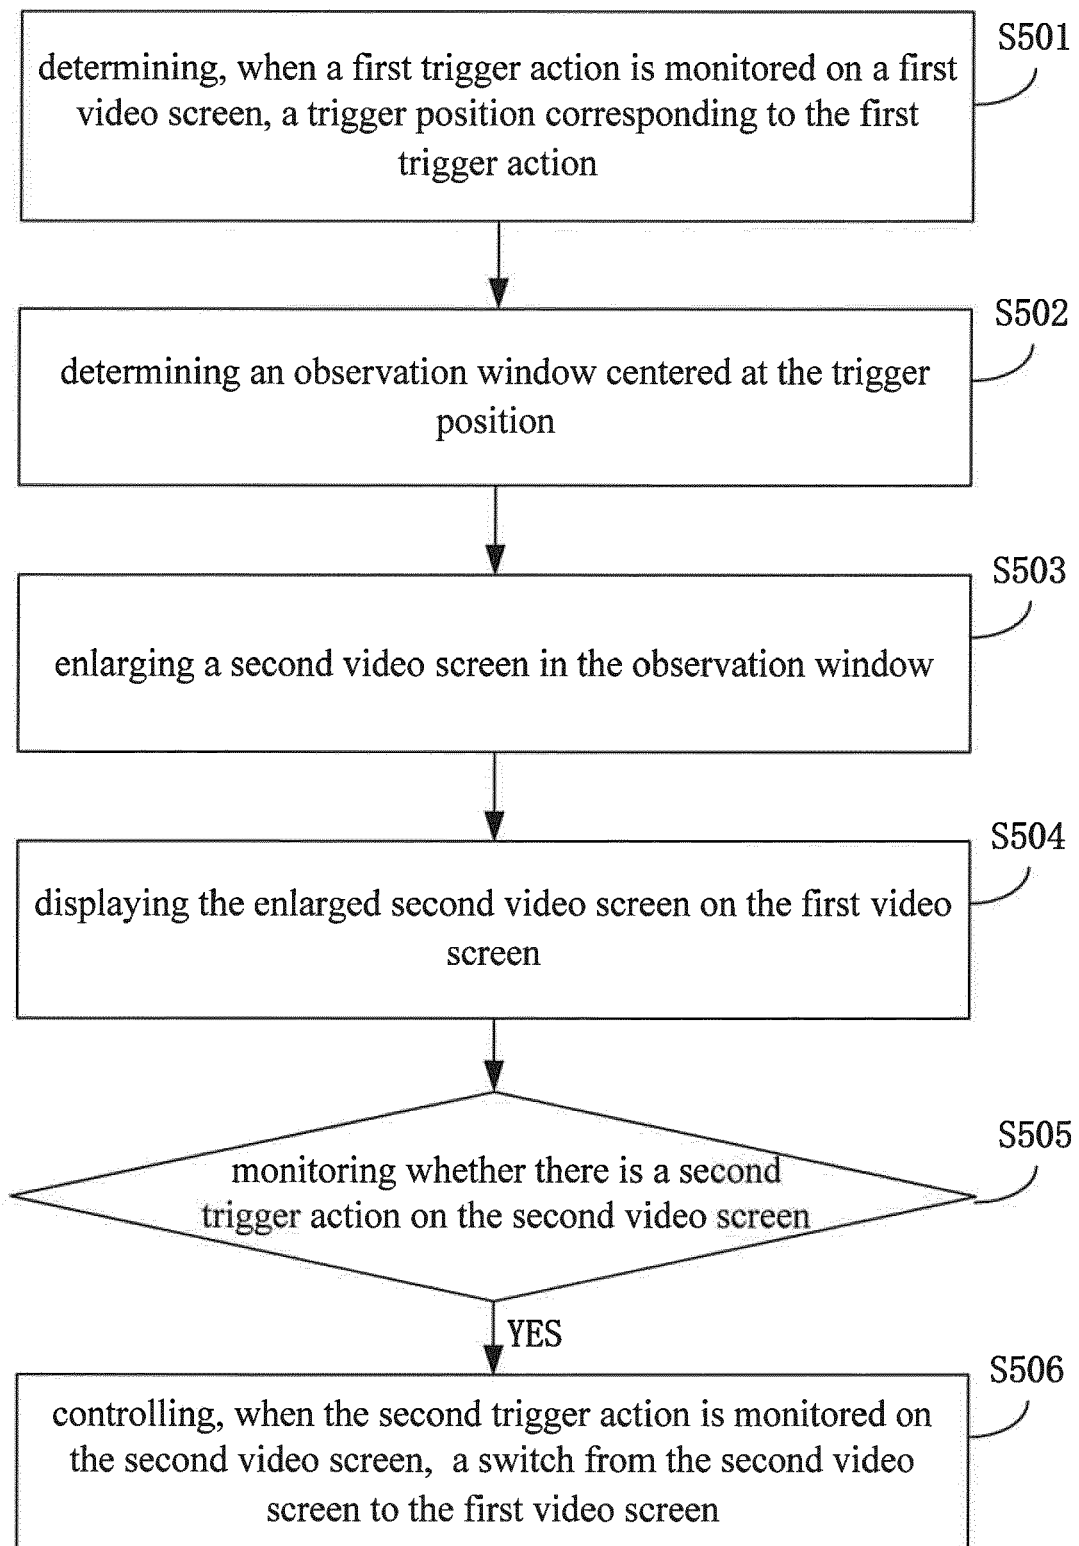 S501
determining, when a first trigger action is monitored on a first
video screen, a trigger position corresponding to the first
trigger action
S502
determining an observation window centered at the trigger
position
S503
enlarging a second video screen in the observation window
S504
displaying the enlarged second video screen on the first video
screen
S505
monitoring whether there is a second
trigger action on the second video screen
YES
S506
controlling, when the second trigger action is monitored on
the second video screen, a switch from the second video
screen to the first video screen